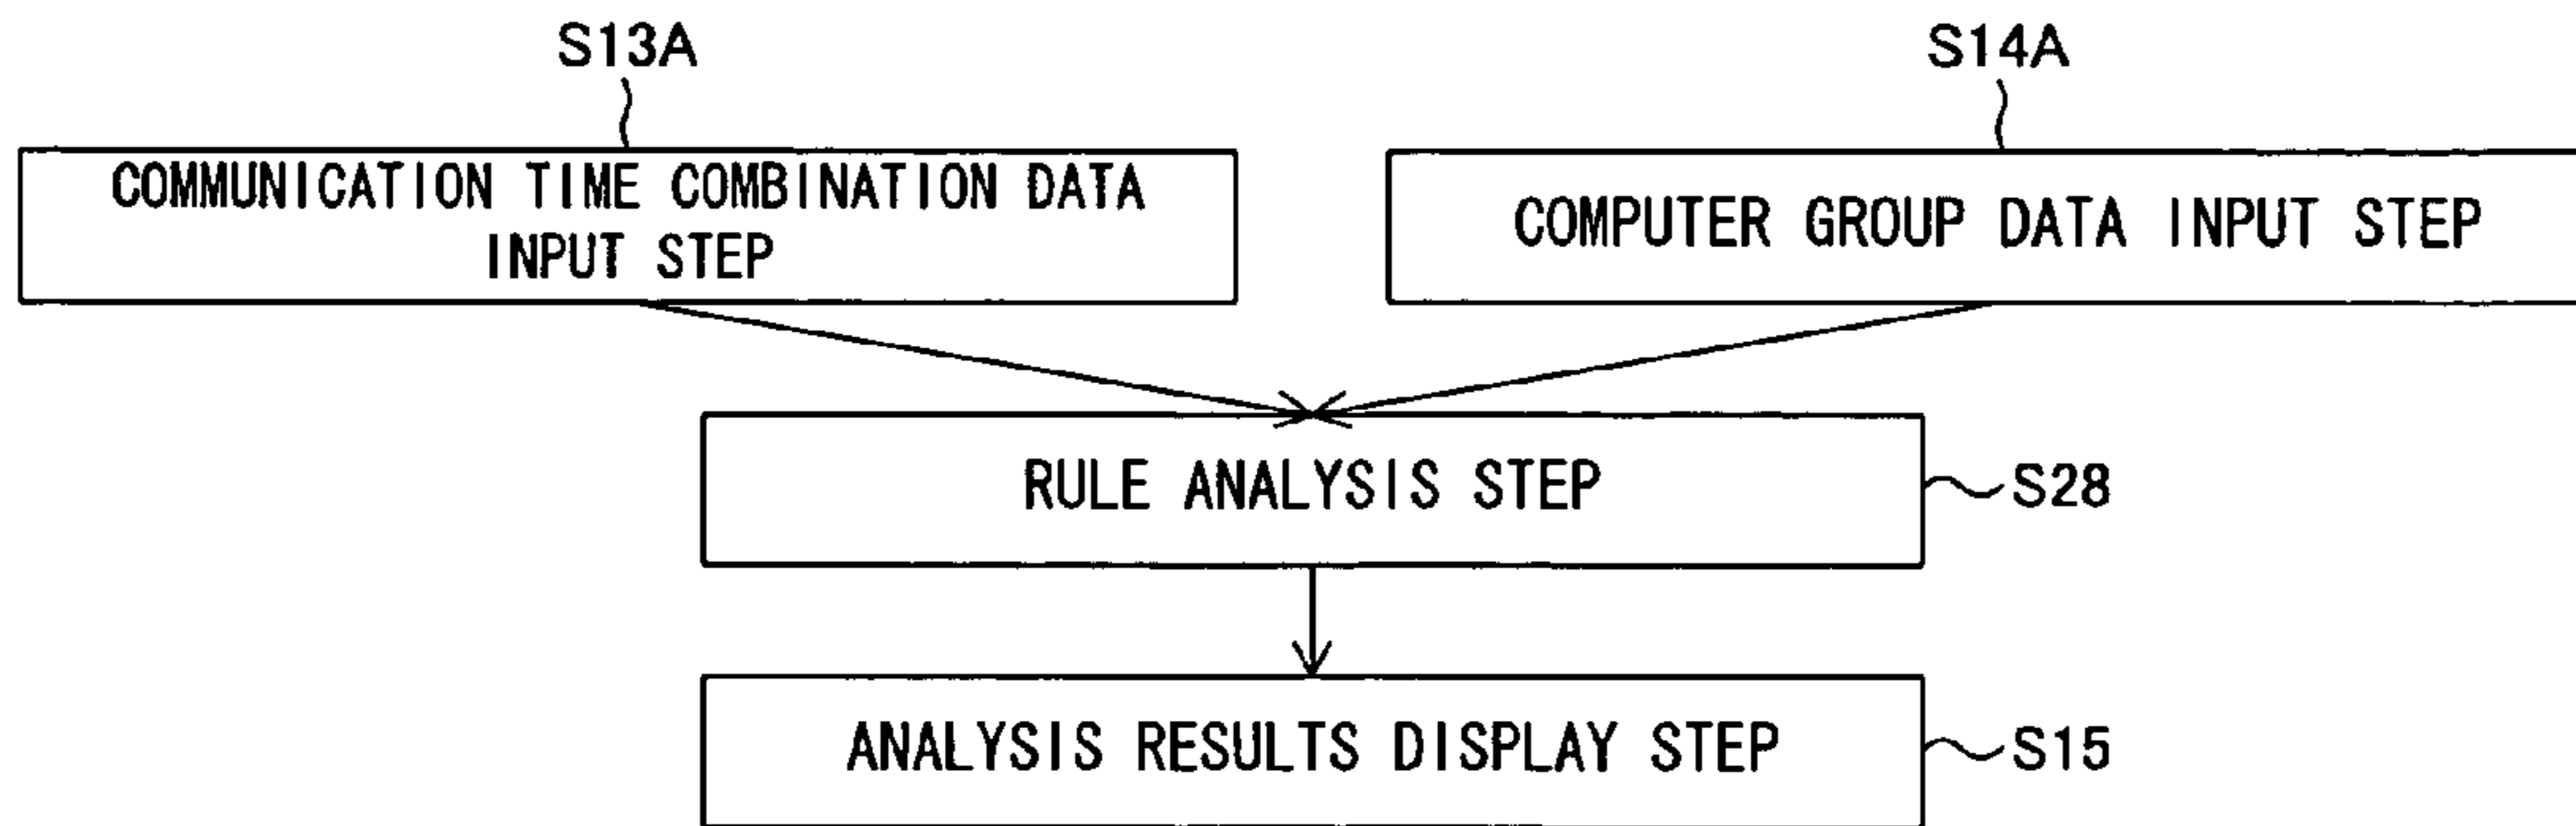 S13A
S14A
COMMUNICATION TIME COMBINATION DATA
INPUT STEP
COMPUTER GROUP DATA INPUT STEP
RULE ANALYSIS STEP
S28
ANALYSIS RESULTS DISPLAY STEP
S15